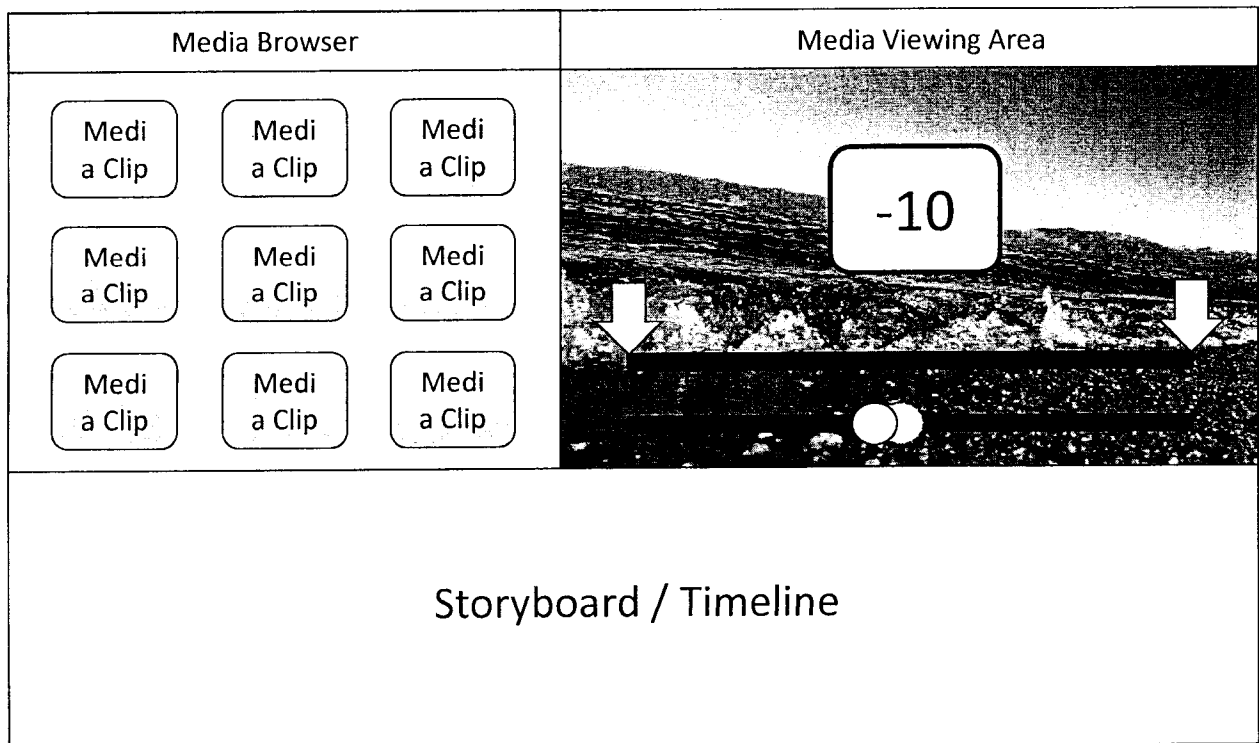 Media Browser
Media Viewing Area
Medi
a Clip
Medi
a Clip
Medi
a Clip
Medi
a Clip
Medi
a Clip
Medi
a Clip
Medi
a Clip
Medi
a Clip
Medi
a Clip
-10
Storyboard / Timeline